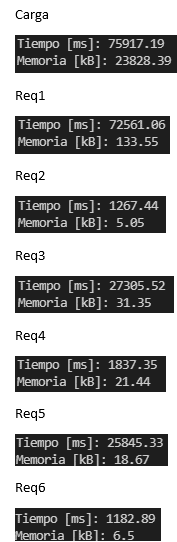 Carga
Tiempo [ms]: 75917.19
Memoria [kB]: 23828.39
Req1
Tiempo [ms]: 72561.06
Memoria [kB]: 133.55
Req2
Tiempo [ms]: 1267.44
Memoria [kB]: 5.05
Req3
Tiempo [ms]: 27305.52
Memoria [kB]: 31.35
Req4
Tiempo [ms]: 1837.35
Memoria [kB]: 21.44
Req5
Tiempo [ms]: 25845.33
Memoria [kB]: 18.67
Req6
Tiempo [ms]: 1182.89
Memoria [kB]: 6.5